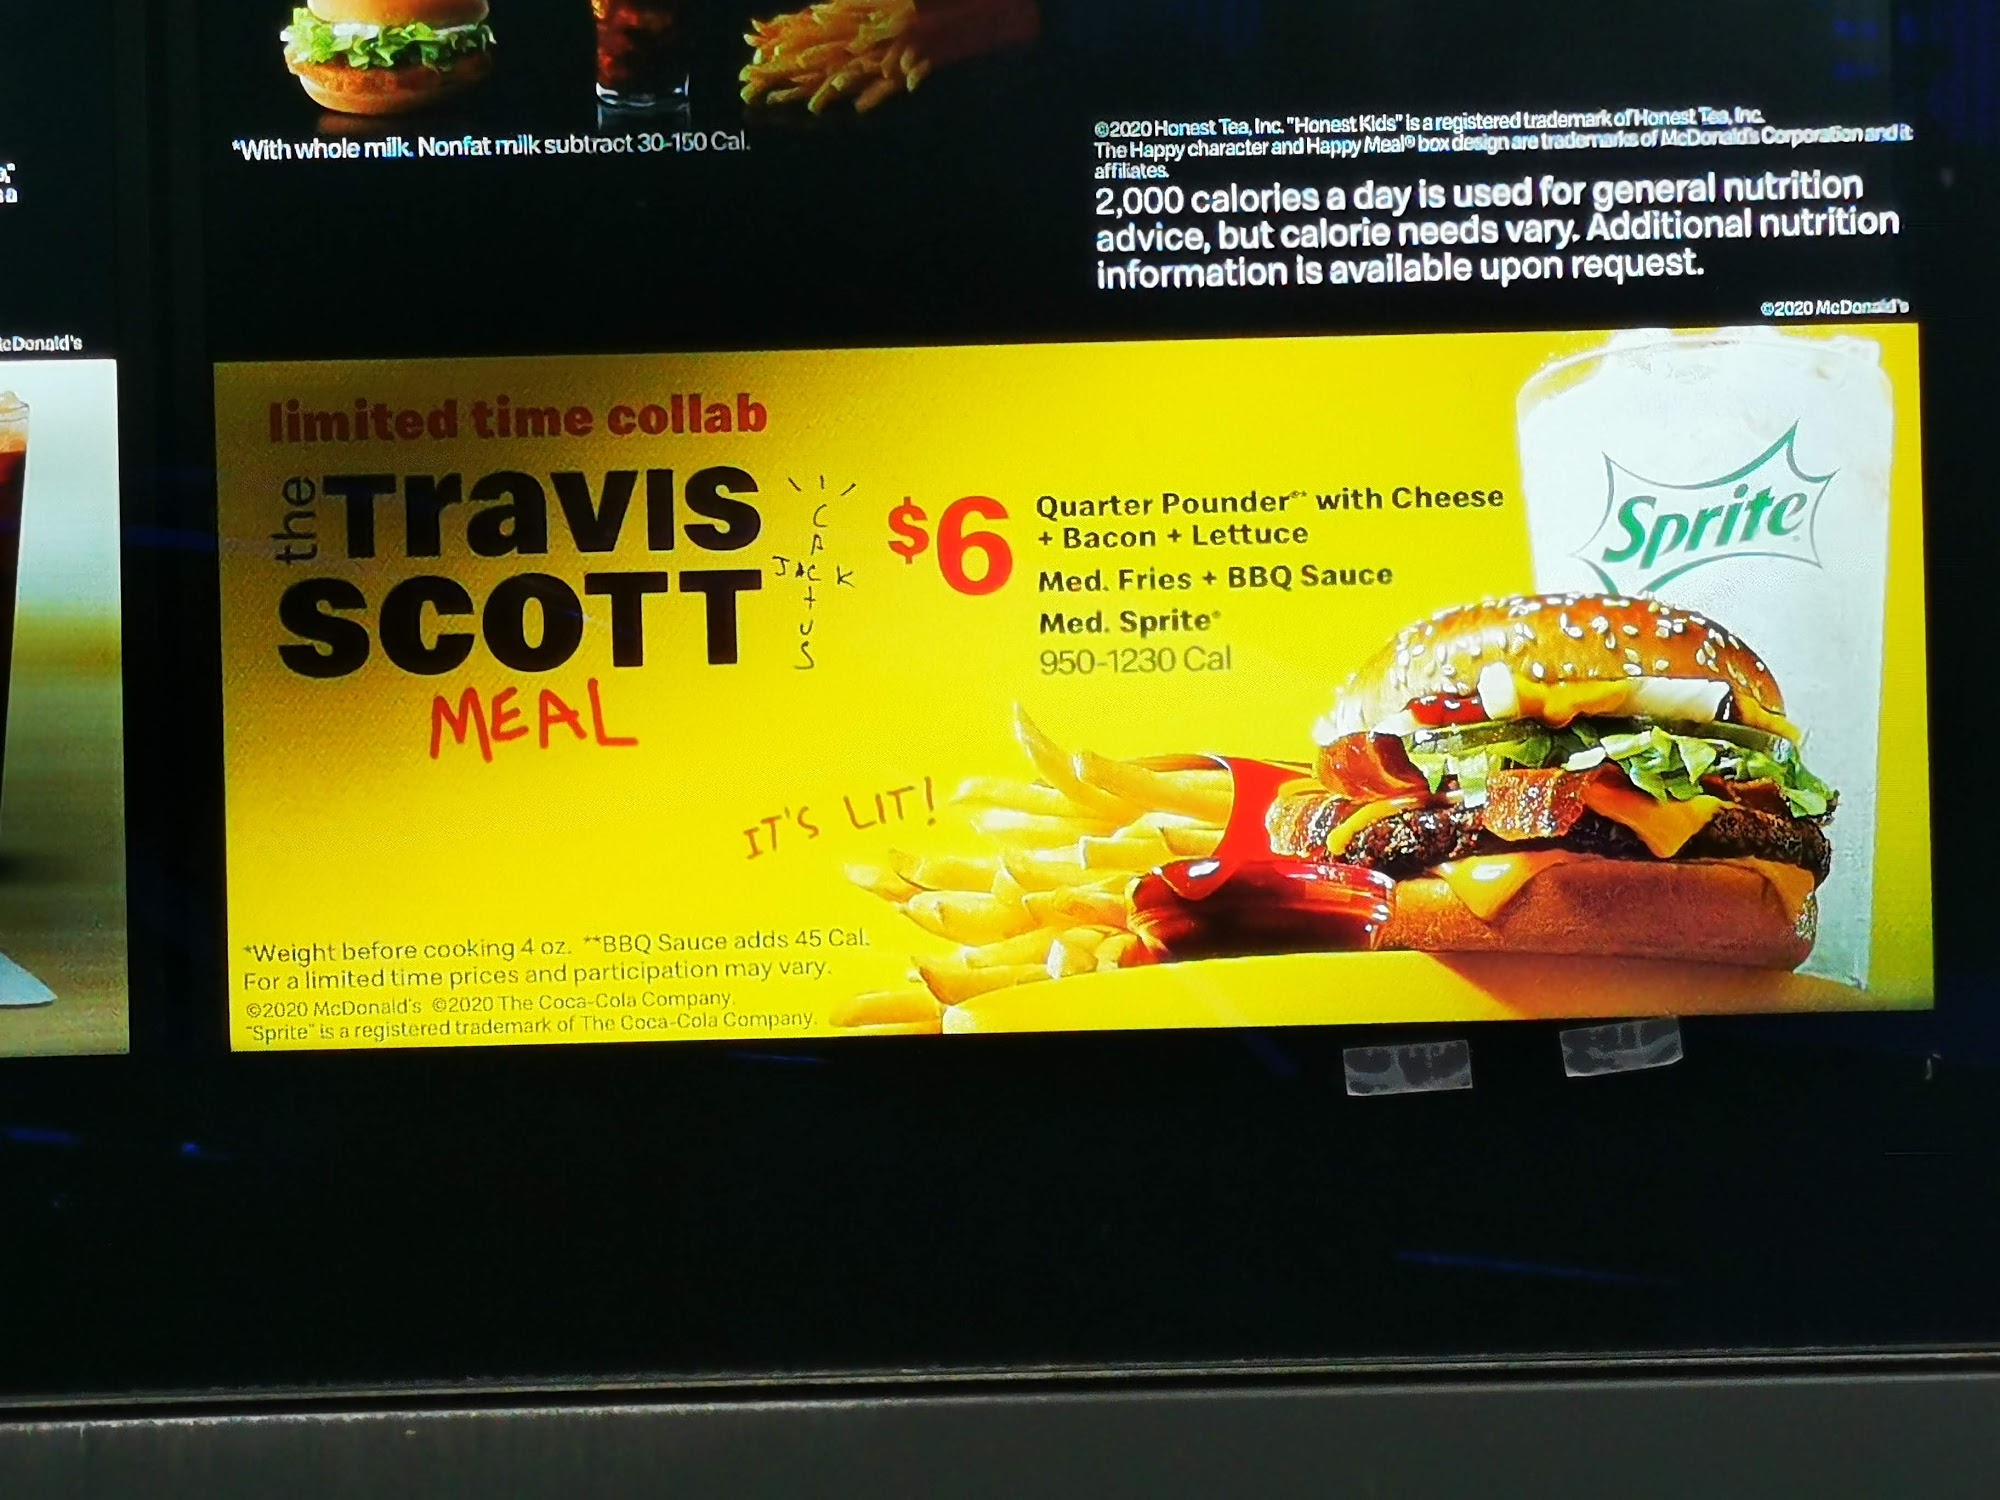 *With whole milk. Nonfat milk subtract 30-150 Cal.
©2020 Honest Tea, Inc. "Honest Kids" is a registered trademark of Honest Tea, Inc.
The Happy character and Happy Meal® box design are trademarks of McDonald's Corporation and it
affiliates.
2,000 calories a day is used for general nutrition
advice, but calorie needs vary. Additional nutrition
information is available upon request.
©2020 McDonald's
cDonald's
limited time collab
the Travis
SCOTT
MEAL
CACTUS
JACK
$6
Quarter Pounder®* with Cheese
+ Bacon + Lettuce
Med. Fries + BBQ Sauce
Med. Sprite®
950-1230 Cal
Sprite
IT'S LIT!
*Weight before cooking 4 oz. **BBQ Sauce adds 45 Cal.
For a limited time prices and participation may vary.
©2020 McDonald's ©2020 The Coca-Cola Company.
"Sprite" is a registered trademark of The Coca-Cola Company.